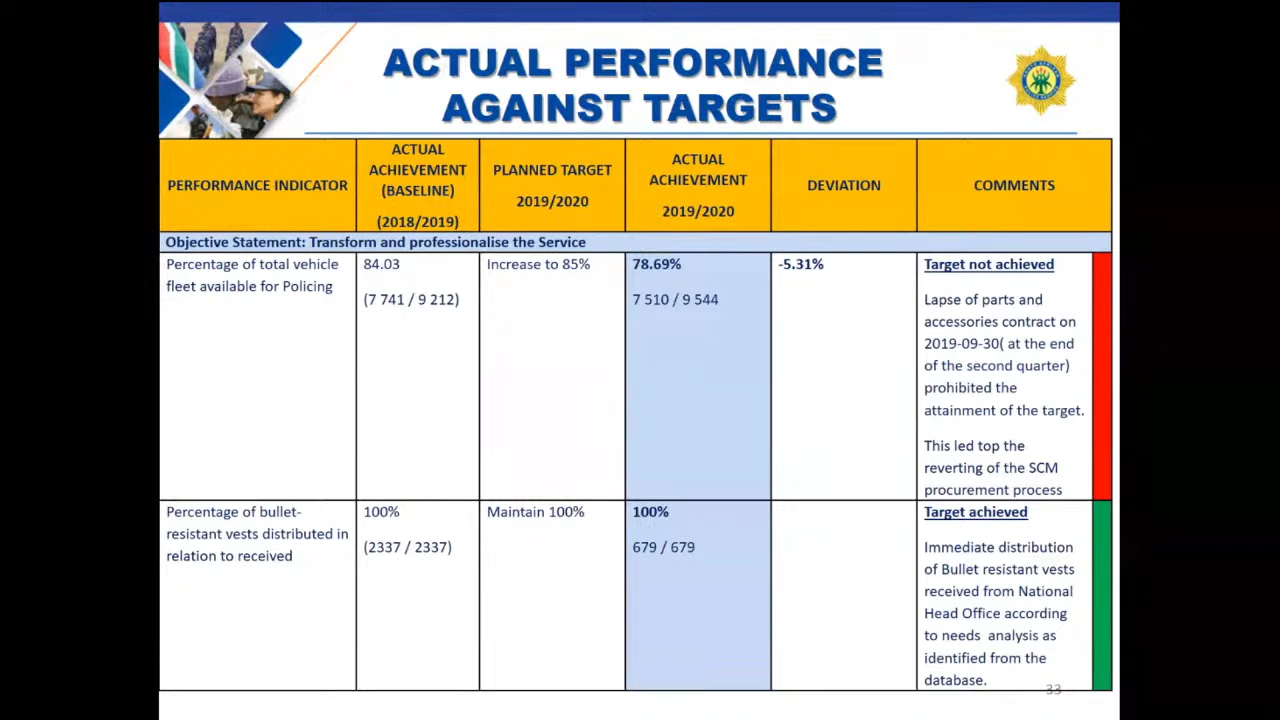 ACTUAL PERFORMANCE
AGAINST TARGETS
PERFORMANCE INDICATOR
ACTUAL
ACHIEVEMENT
(BASELINE)
(2018/2019)
PLANNED TARGET
2019/2020
ACTUAL
ACHIEVEMENT
2019/2020
DEVIATION
COMMENTS
Objective Statement: Transform and professionalise the Service
Percentage of total vehicle
fleet available for Policing
84.03
(7 741 / 9 212)
Increase to 85%
78.69%
7 510 / 9 544
-5.31%
Target not achieved
Lapse of parts and
accessories contract on
2019-09-30( at the end
of the second quarter)
prohibited the
attainment of the target.
This led top the
reverting of the SCM
procurement process
Percentage of bullet-
resistant vests distributed in
relation to received
100%
(2337 / 2337)
Maintain 100%
100%
679 / 679
Target achieved
Immediate distribution
of Bullet resistant vests
received from National
Head Office according
to needs analysis as
identified from the
database.
33